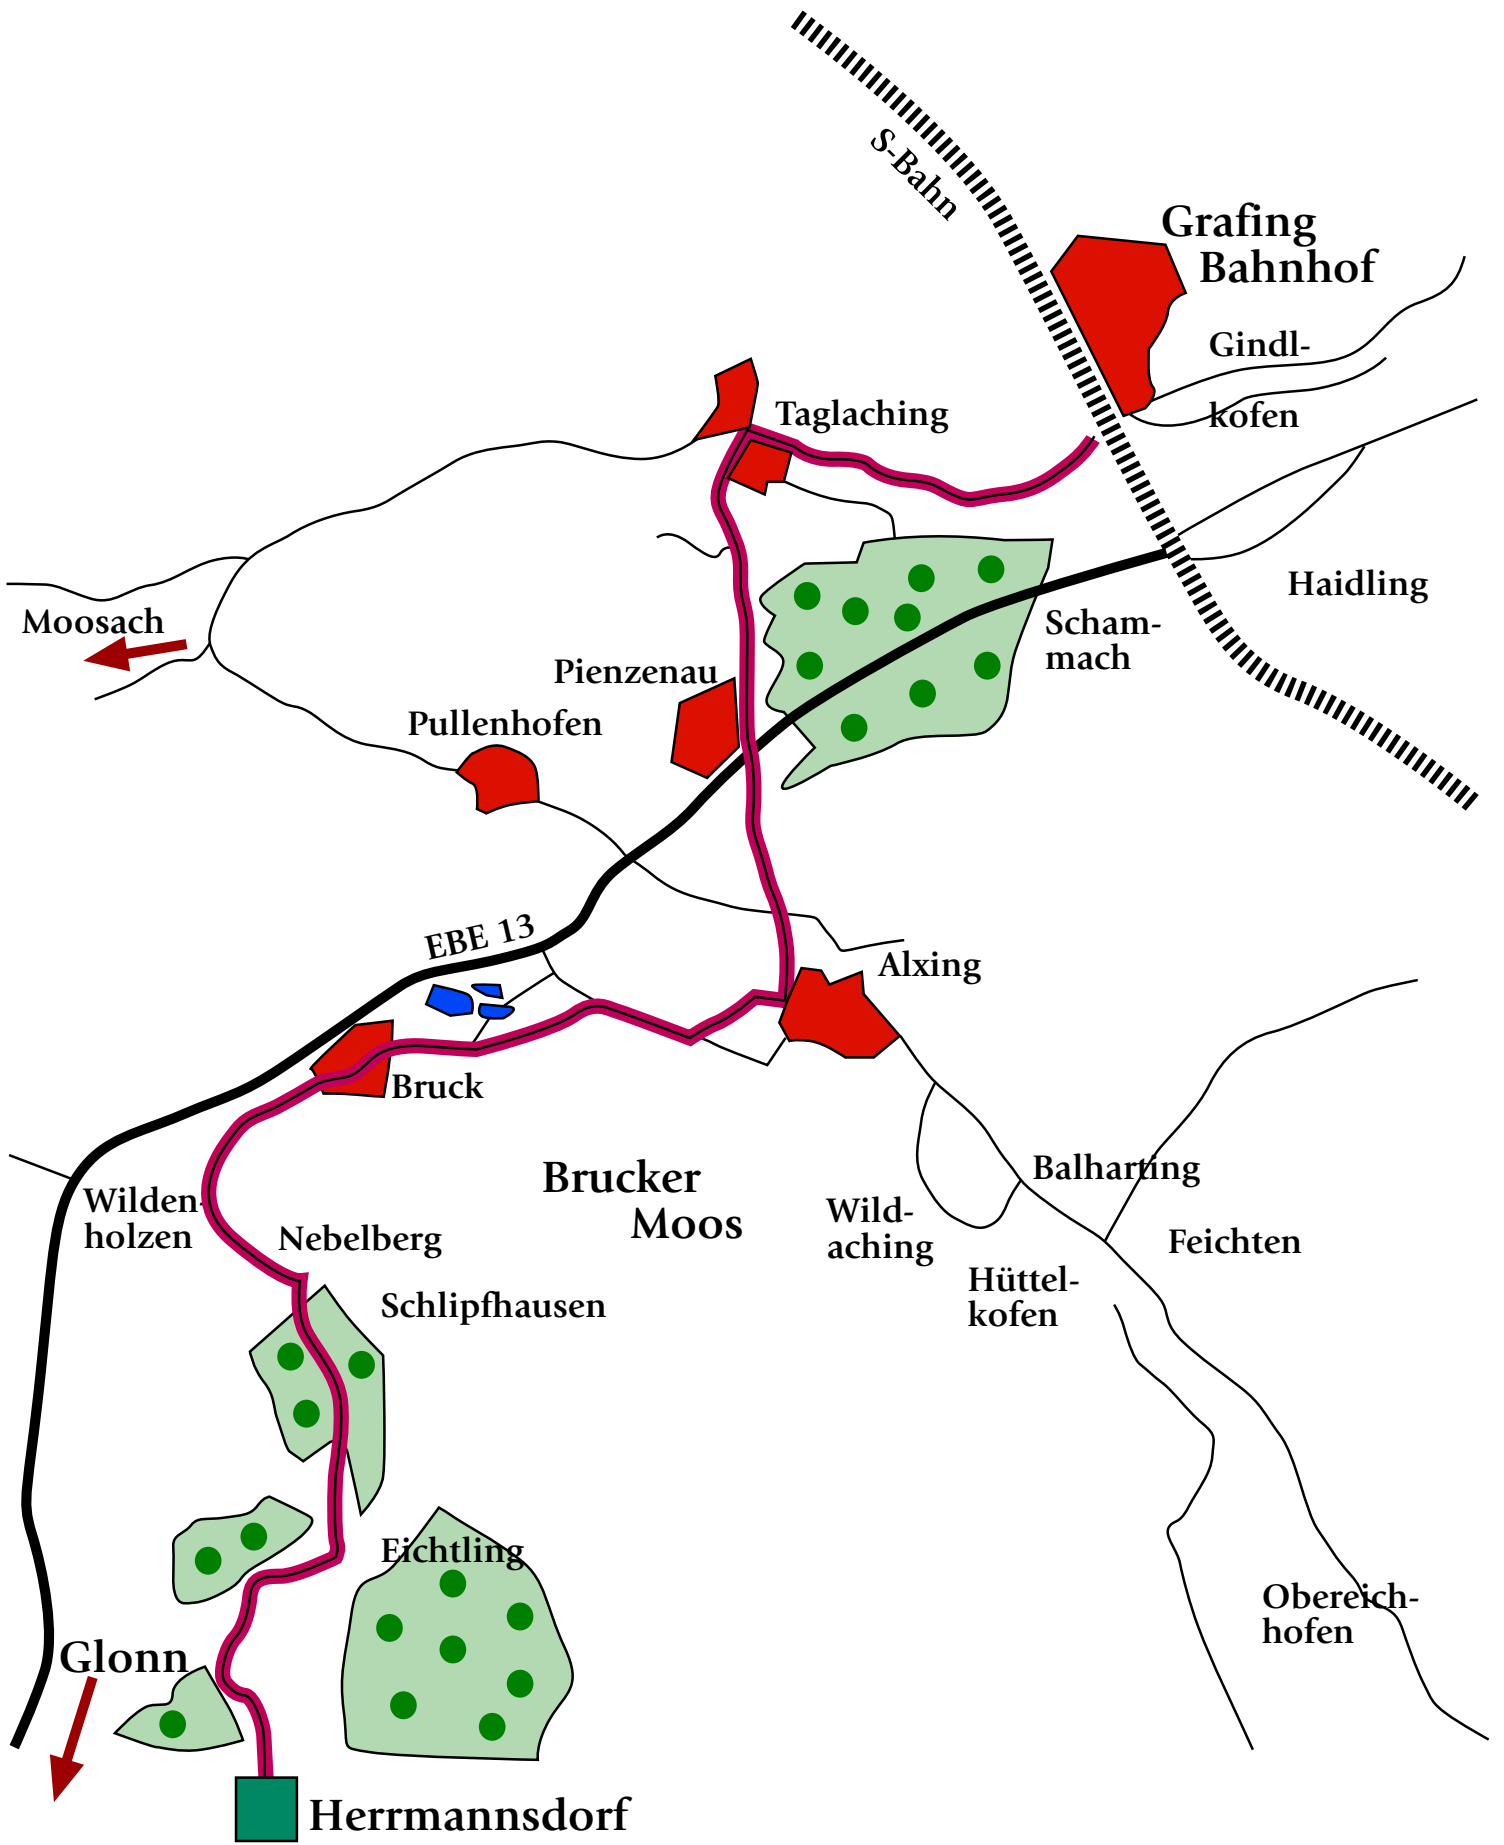 S-Bahn
Grafing
Bahnhof
Gindl-
kofen
Taglaching
Haidling
Moosach
Scham-
mach
Pienzenau
Pullenhofen
EBE 13
Alxing
Bruck
Brucker
Moos
Balharting
Wilden-
holzen
Wild-
aching
Nebelberg
Feichten
Hüttel-
kofen
Schlipfhausen
Eichtling
Obereich-
hofen
Glonn
Herrmannsdorf